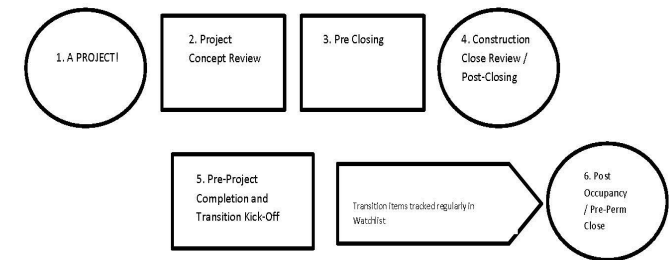 1. A PROJECT!
2. Project
Concept Review
3. Pre Closing
4. Construction
Close Review /
Post-Closing
5. Pre-Project
Completion and
Transition Kick-Off
Transition items tracked regularly in
Watchlist
6. Post
Occupancy
/ Pre-Perm
Close